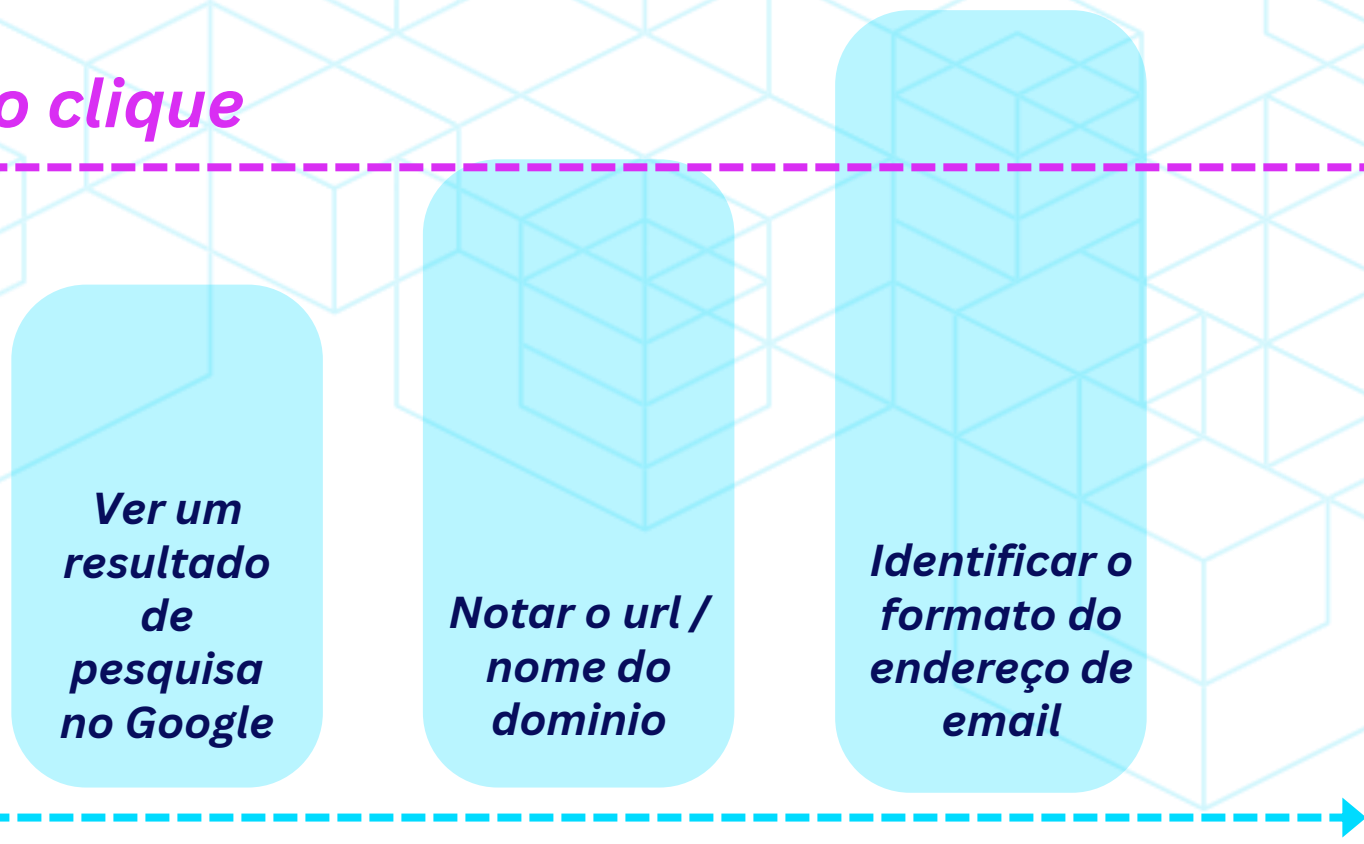 o clique
Ver um
resultado
de
pesquisa
no Google
Notar o url /
nome do
dominio
Identificar o
formato do
endereço de
email